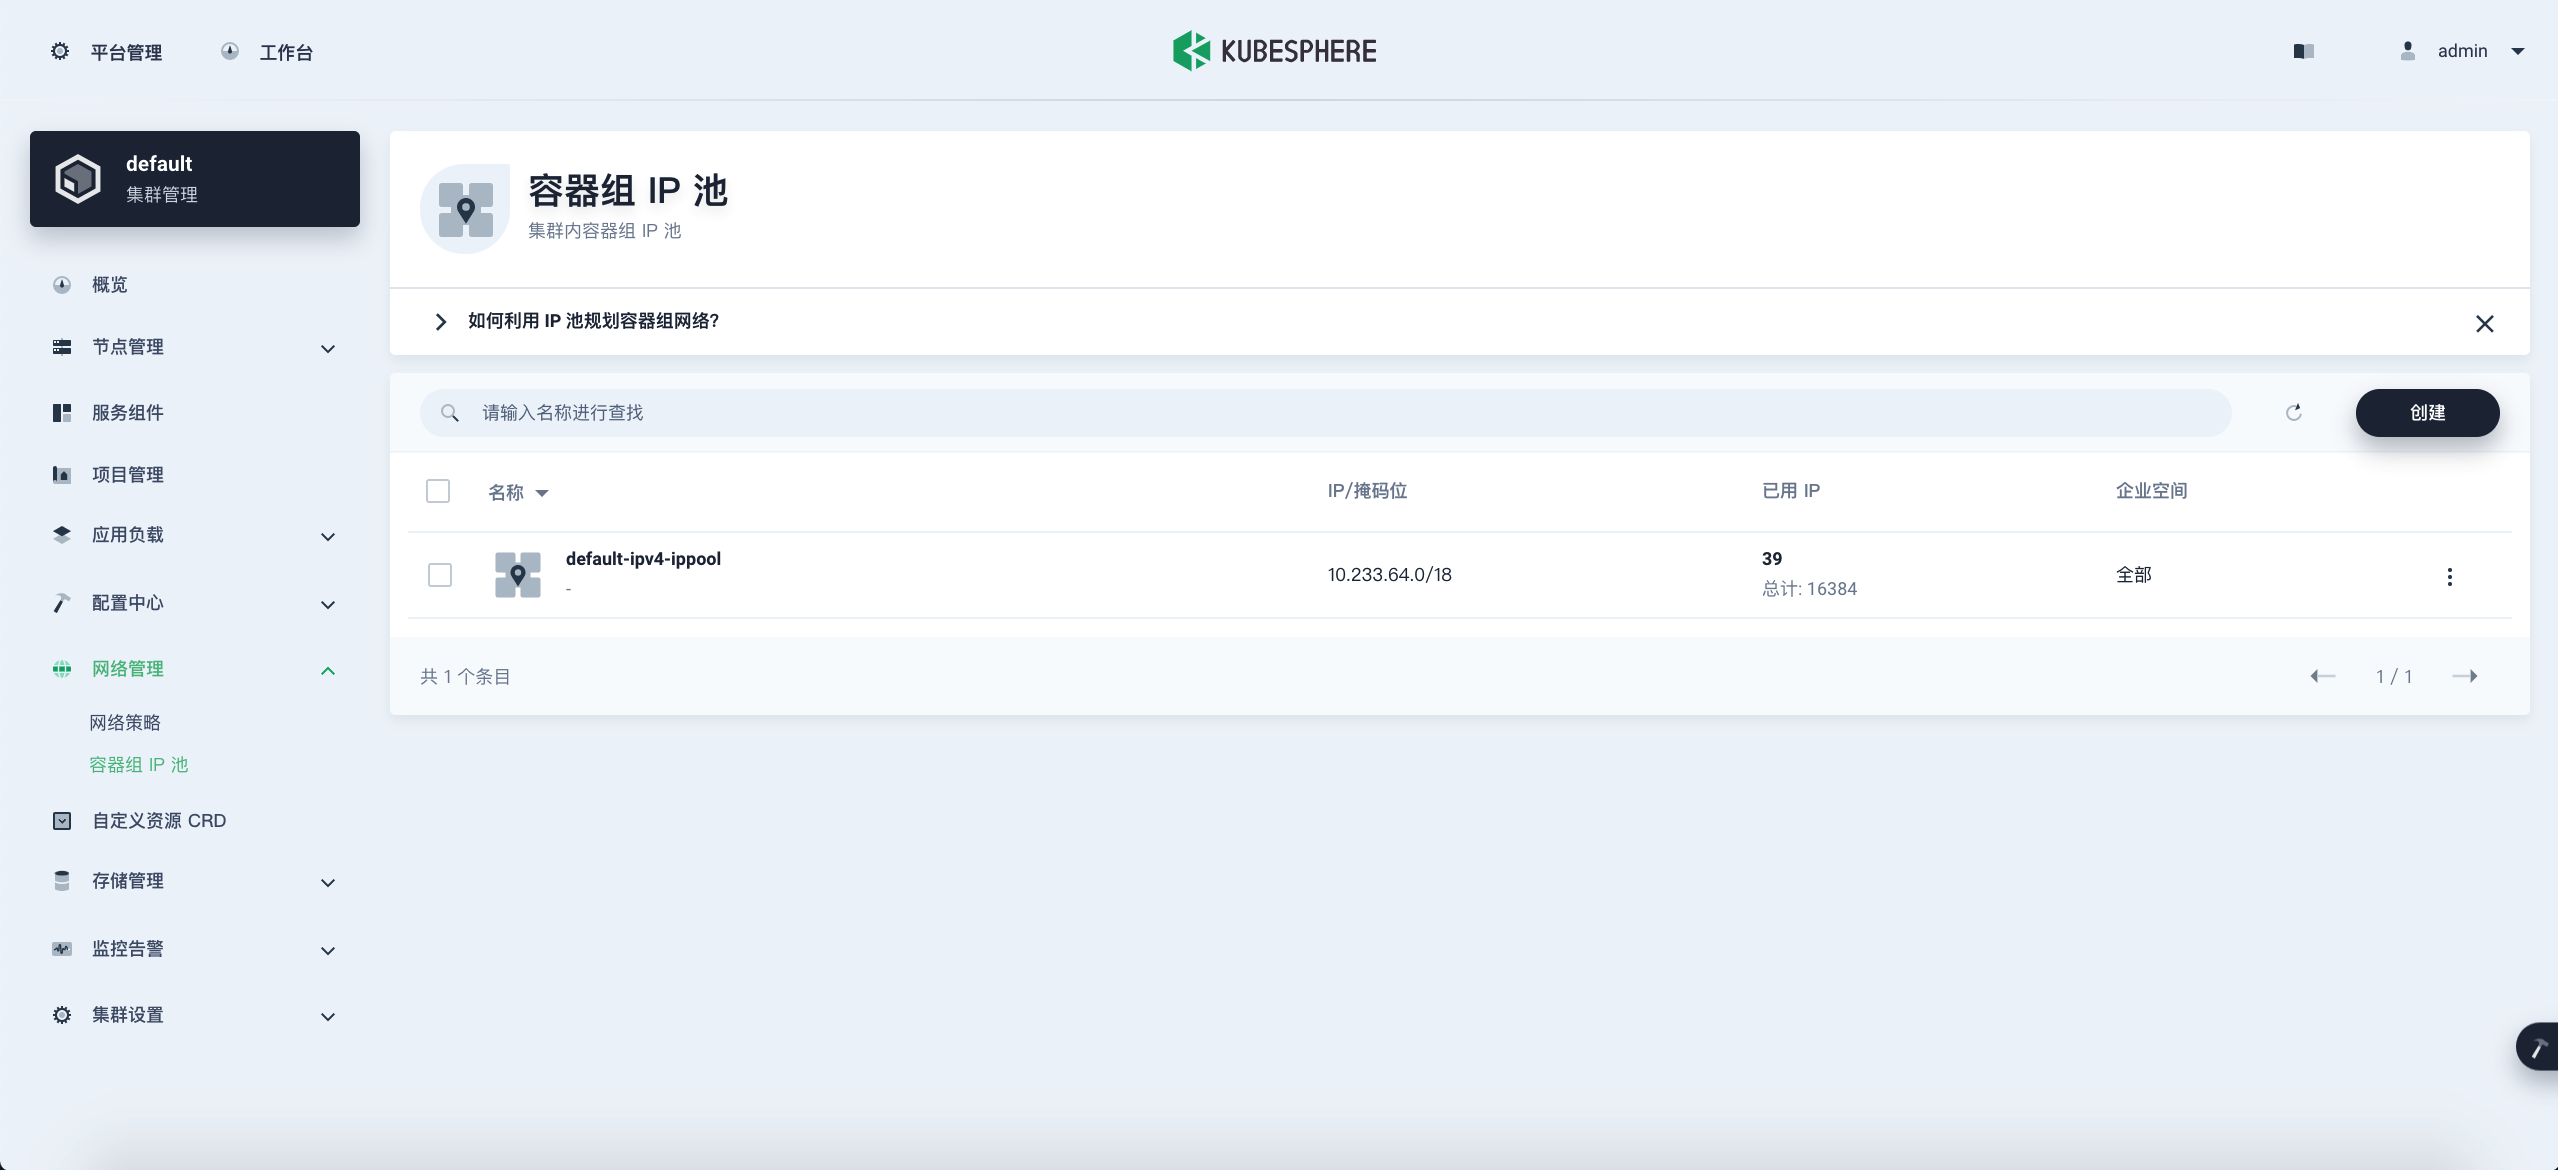 平台管理
工作台
KUBESPHERE
admin
default
集群管理
概览
节点管理
服务组件
项目管理
应用负载
配置中心
网络管理
网络策略
容器组 IP 池
自定义资源 CRD
存储管理
监控告警
集群设置
容器组 IP 池
集群内容器组 IP 池
如何利用 IP 池规划容器组网络?
请输入名称进行查找
创建
名称
IP/掩码位
已用 IP
企业空间
default-ipv4-ippool
-
10.233.64.0/18
39
总计: 16384
全部
共 1 个条目
1 / 1